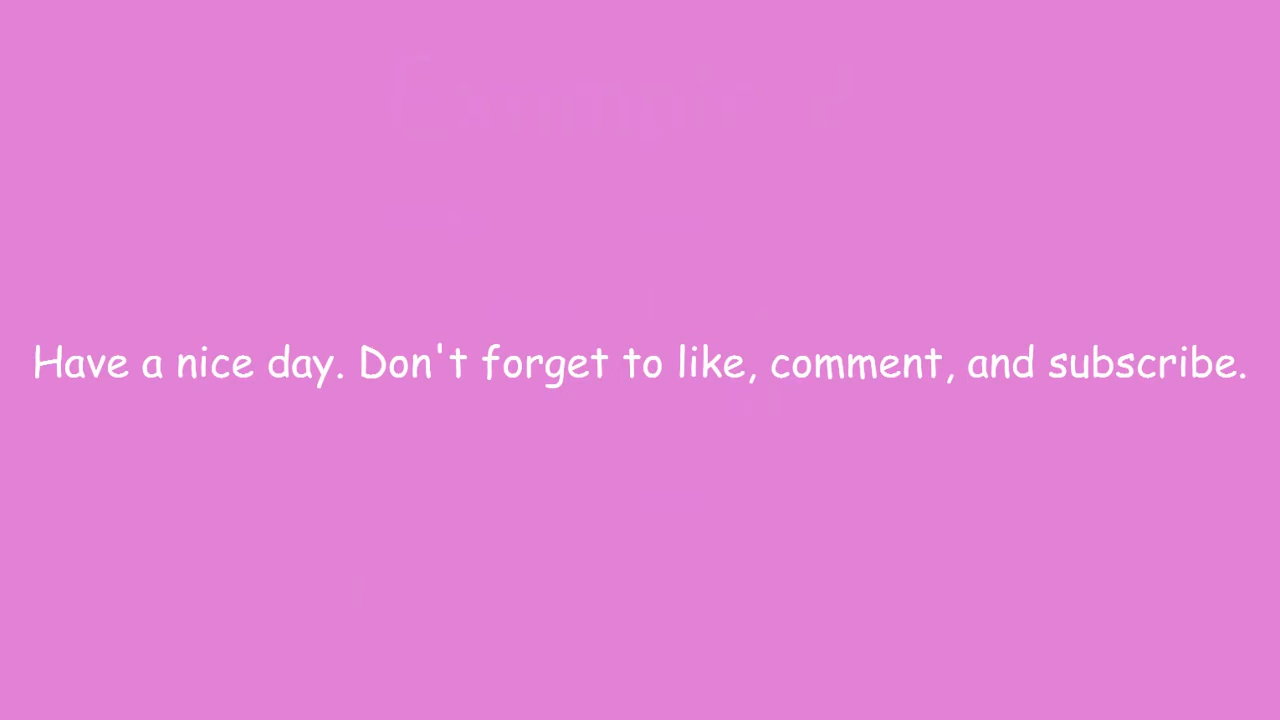 Have a nice day. Don't forget to like, comment, and subscribe.